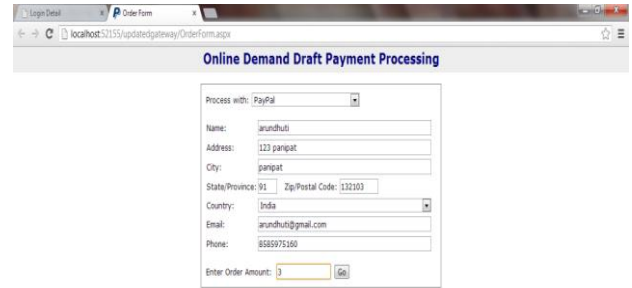 Login Detail
Order Form
localhost:52155/updatedgateway/OrderForm.aspx
Online Demand Draft Payment Processing
Process with: PayPal
Name: arundhuti
Address: 123 panipat
City: panipat
State/Province: 91 Zip/Postal Code: 132103
Country: India
Email: arundhuti@gmail.com
Phone: 8585975160
Enter Order Amount: 3 Go